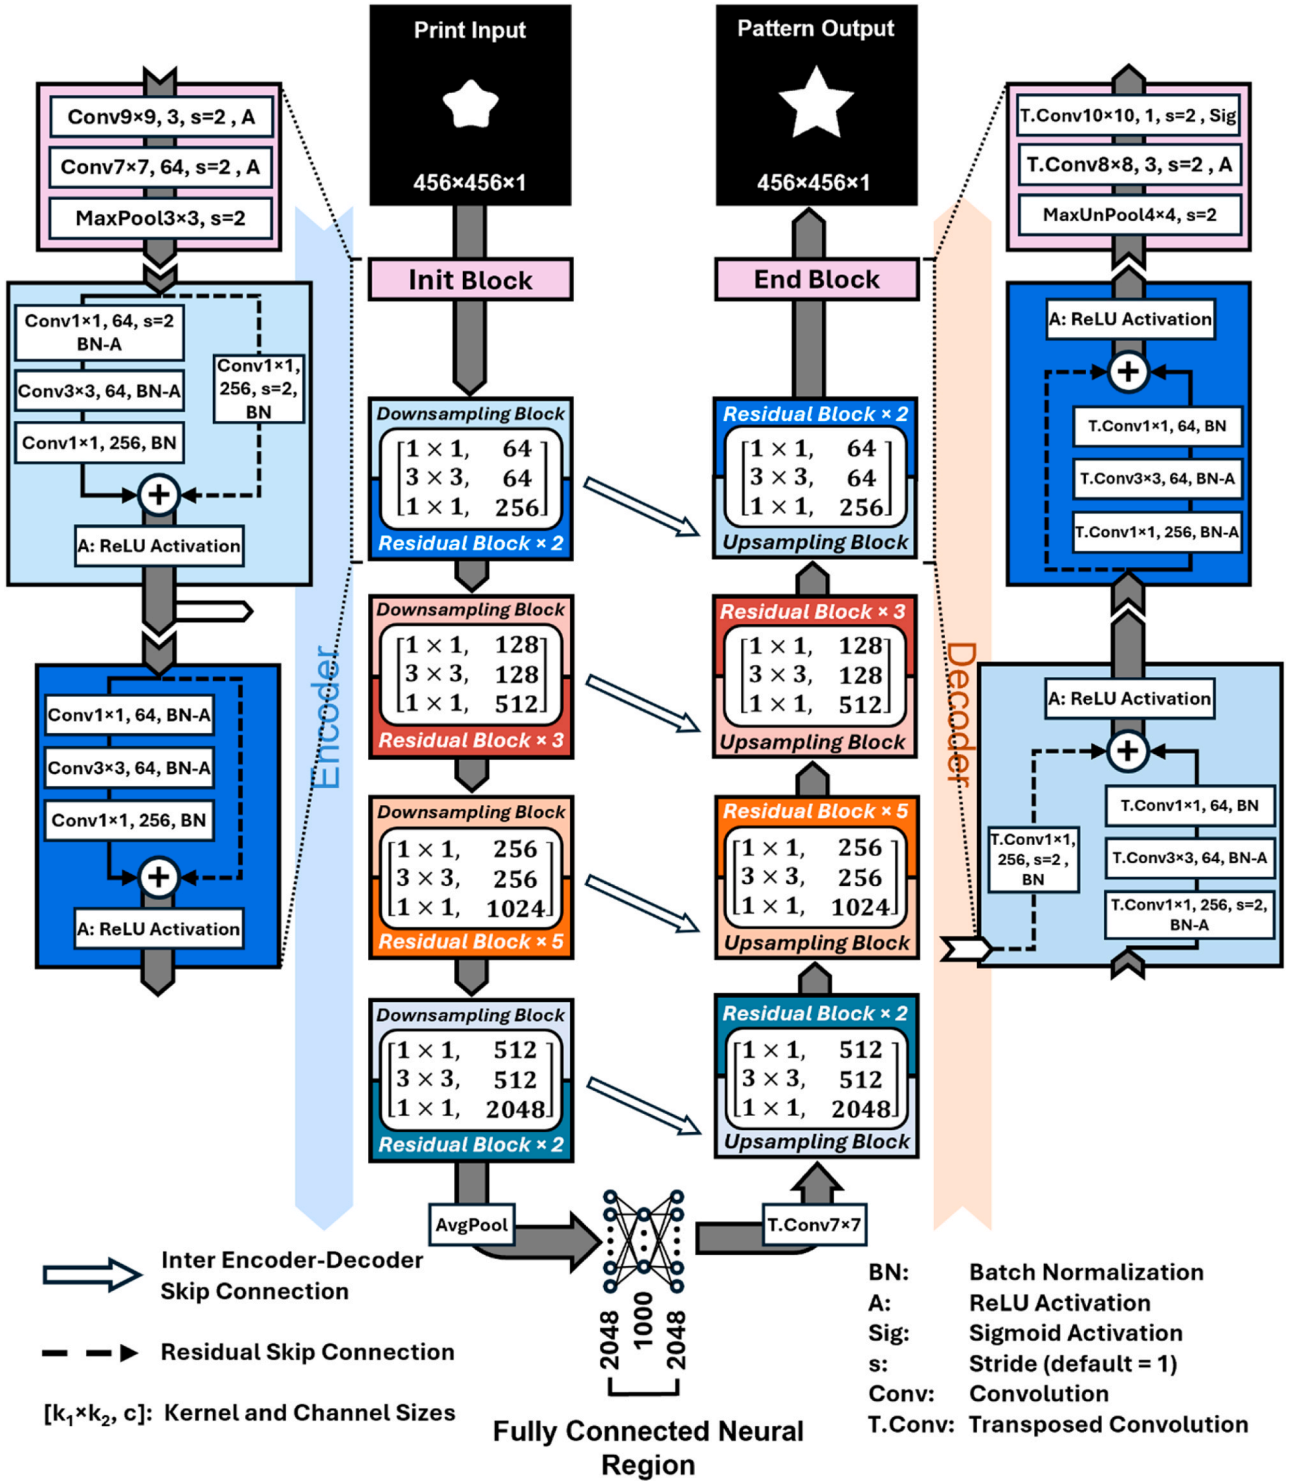 Print Input
456×456×1
Pattern Output
456×456×1
Conv9×9, 3, s=2 , A
Conv7×7, 64, s=2 , A
MaxPool3×3, s=2
Conv1×1, 64, s=2
BN-A
Conv3×3, 64, BN-A
Conv1×1, 256, BN
Conv1×1,
256, s=2,
BN
+
A: ReLU Activation
Conv1×1, 64, BN-A
Conv3×3, 64, BN-A
Conv1×1, 256, BN
+
A: ReLU Activation
Encoder
Init Block
Downsampling Block
[1 × 1, 64]
[3 × 3, 64]
[1 × 1, 256]
Residual Block × 2
Downsampling Block
[1 × 1, 128]
[3 × 3, 128]
[1 × 1, 512]
Residual Block × 3
Downsampling Block
[1 × 1, 256]
[3 × 3, 256]
[1 × 1, 1024]
Residual Block × 5
Downsampling Block
[1 × 1, 512]
[3 × 3, 512]
[1 × 1, 2048]
Residual Block × 2
AvgPool
End Block
Residual Block × 2
[1 × 1, 64]
[3 × 3, 64]
[1 × 1, 256]
Upsampling Block
Residual Block × 3
[1 × 1, 128]
[3 × 3, 128]
[1 × 1, 512]
Upsampling Block
Residual Block × 5
[1 × 1, 256]
[3 × 3, 256]
[1 × 1, 1024]
Upsampling Block
Residual Block × 2
[1 × 1, 512]
[3 × 3, 512]
[1 × 1, 2048]
Upsampling Block
T.Conv7×7
Decoder
T.Conv10×10, 1, s=2 , Sig
T.Conv8×8, 3, s=2 , A
MaxUnPool4×4, s=2
A: ReLU Activation
+
T.Conv1×1, 64, BN
T.Conv3×3, 64, BN-A
T.Conv1×1, 256, BN-A
A: ReLU Activation
+
T.Conv1×1,
256, s=2 ,
BN
T.Conv1×1, 64, BN
T.Conv3×3, 64, BN-A
T.Conv1×1, 256, s=2,
BN-A
2048
1000
2048
Fully Connected Neural
Region
Inter Encoder-Decoder
Skip Connection
Residual Skip Connection
[k₁×k₂, c]: Kernel and Channel Sizes
BN: Batch Normalization
A: ReLU Activation
Sig: Sigmoid Activation
s: Stride (default = 1)
Conv: Convolution
T.Conv: Transposed Convolution